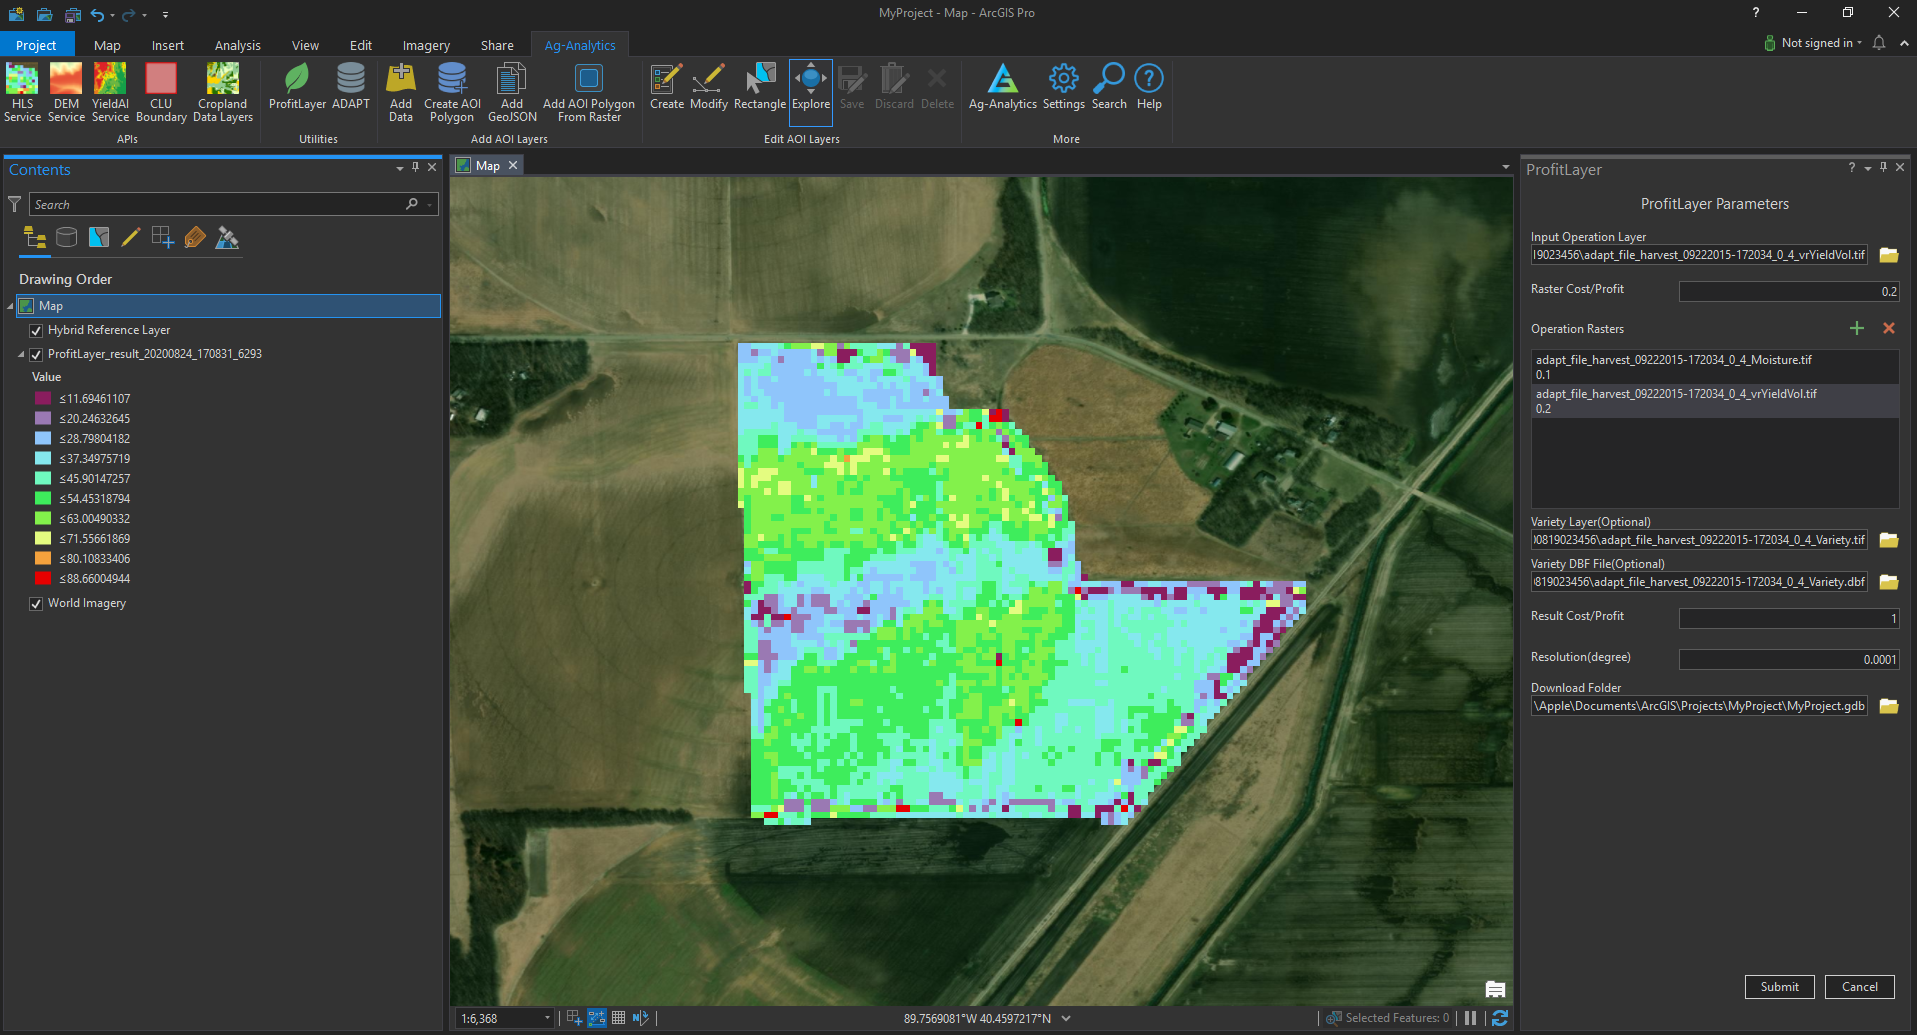 MyProject - Map - ArcGIS Pro
?
Project
Map
Insert
Analysis
View
Edit
Imagery
Share
Ag-Analytics
Not signed in
HLS Service
DEM Service
YieldAI Service
CLU Boundary
Cropland Data Layers
APIs
ProfitLayer
ADAPT
Utilities
Add Data
Create AOI Polygon
Add GeoJSON
Add AOI Polygon From Raster
Add AOI Layers
Create
Modify
Rectangle
Explore
Save
Discard
Delete
Edit AOI Layers
Ag-Analytics
Settings
Search
Help
More
Contents
Search
Drawing Order
Map
Hybrid Reference Layer
ProfitLayer_result_20200824_170831_6293
Value
≤11.69461107
≤20.24632645
≤28.79804182
≤37.34975719
≤45.90147257
≤54.45318794
≤63.00490332
≤71.55661869
≤80.10833406
≤88.66004944
World Imagery
Map
1:6,368
89.7569081°W 40.4597217°N
Selected Features: 0
ProfitLayer
?
ProfitLayer Parameters
Input Operation Layer
l9023456\adapt_file_harvest_09222015-172034_0_4_vrYieldVol.tif
Raster Cost/Profit
0.2
Operation Rasters
adapt_file_harvest_09222015-172034_0_4_Moisture.tif
0.1
adapt_file_harvest_09222015-172034_0_4_vrYieldVol.tif
0.2
Variety Layer(Optional)
)0819023456\adapt_file_harvest_09222015-172034_0_4_Variety.tif
Variety DBF File(Optional)
)819023456\adapt_file_harvest_09222015-172034_0_4_Variety.dbf
Result Cost/Profit
1
Resolution(degree)
0.0001
Download Folder
\Apple\Documents\ArcGIS\Projects\MyProject\MyProject.gdb
Submit
Cancel